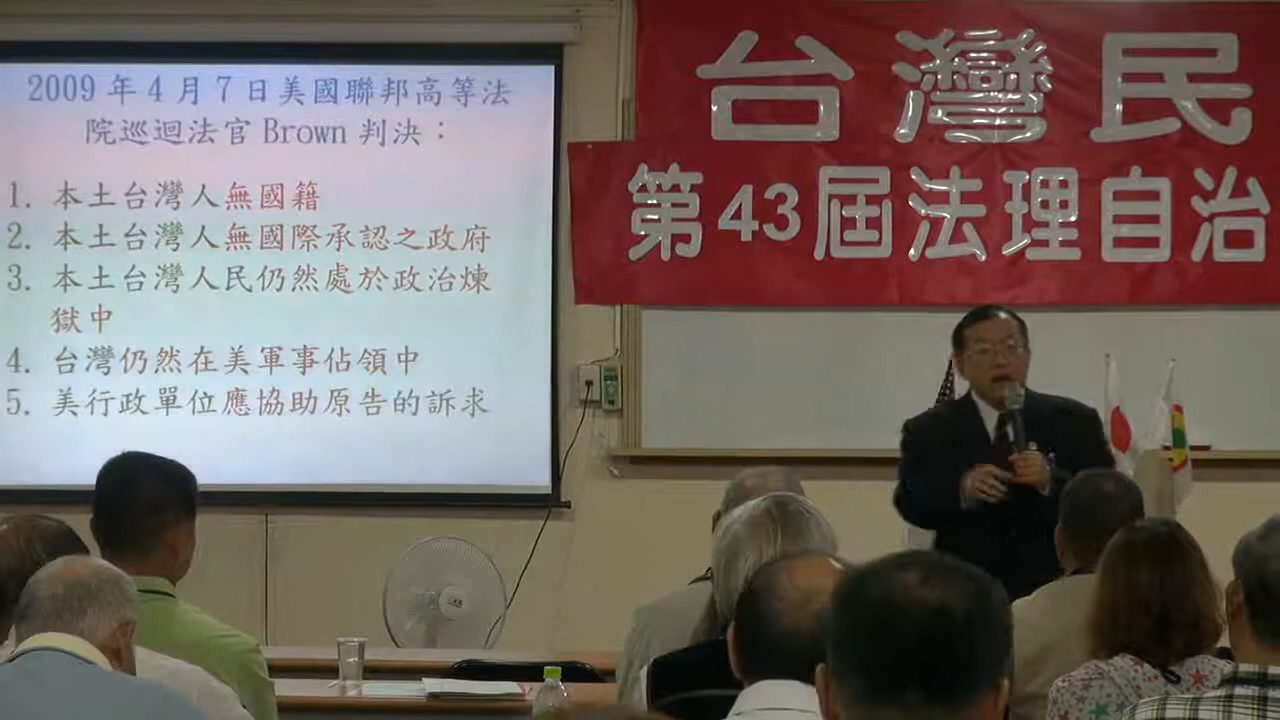 2009 年 4 月 7 日美國聯邦高等法
院巡迴法官 Brown 判決：
1. 本土台灣人無國籍
2. 本土台灣人無國際承認之政府
3. 本土台灣人民仍然處於政治煉
獄中
4. 台灣仍然在美軍事佔領中
5. 美行政單位應協助原告的訴求
台灣民
第43屆法理自治